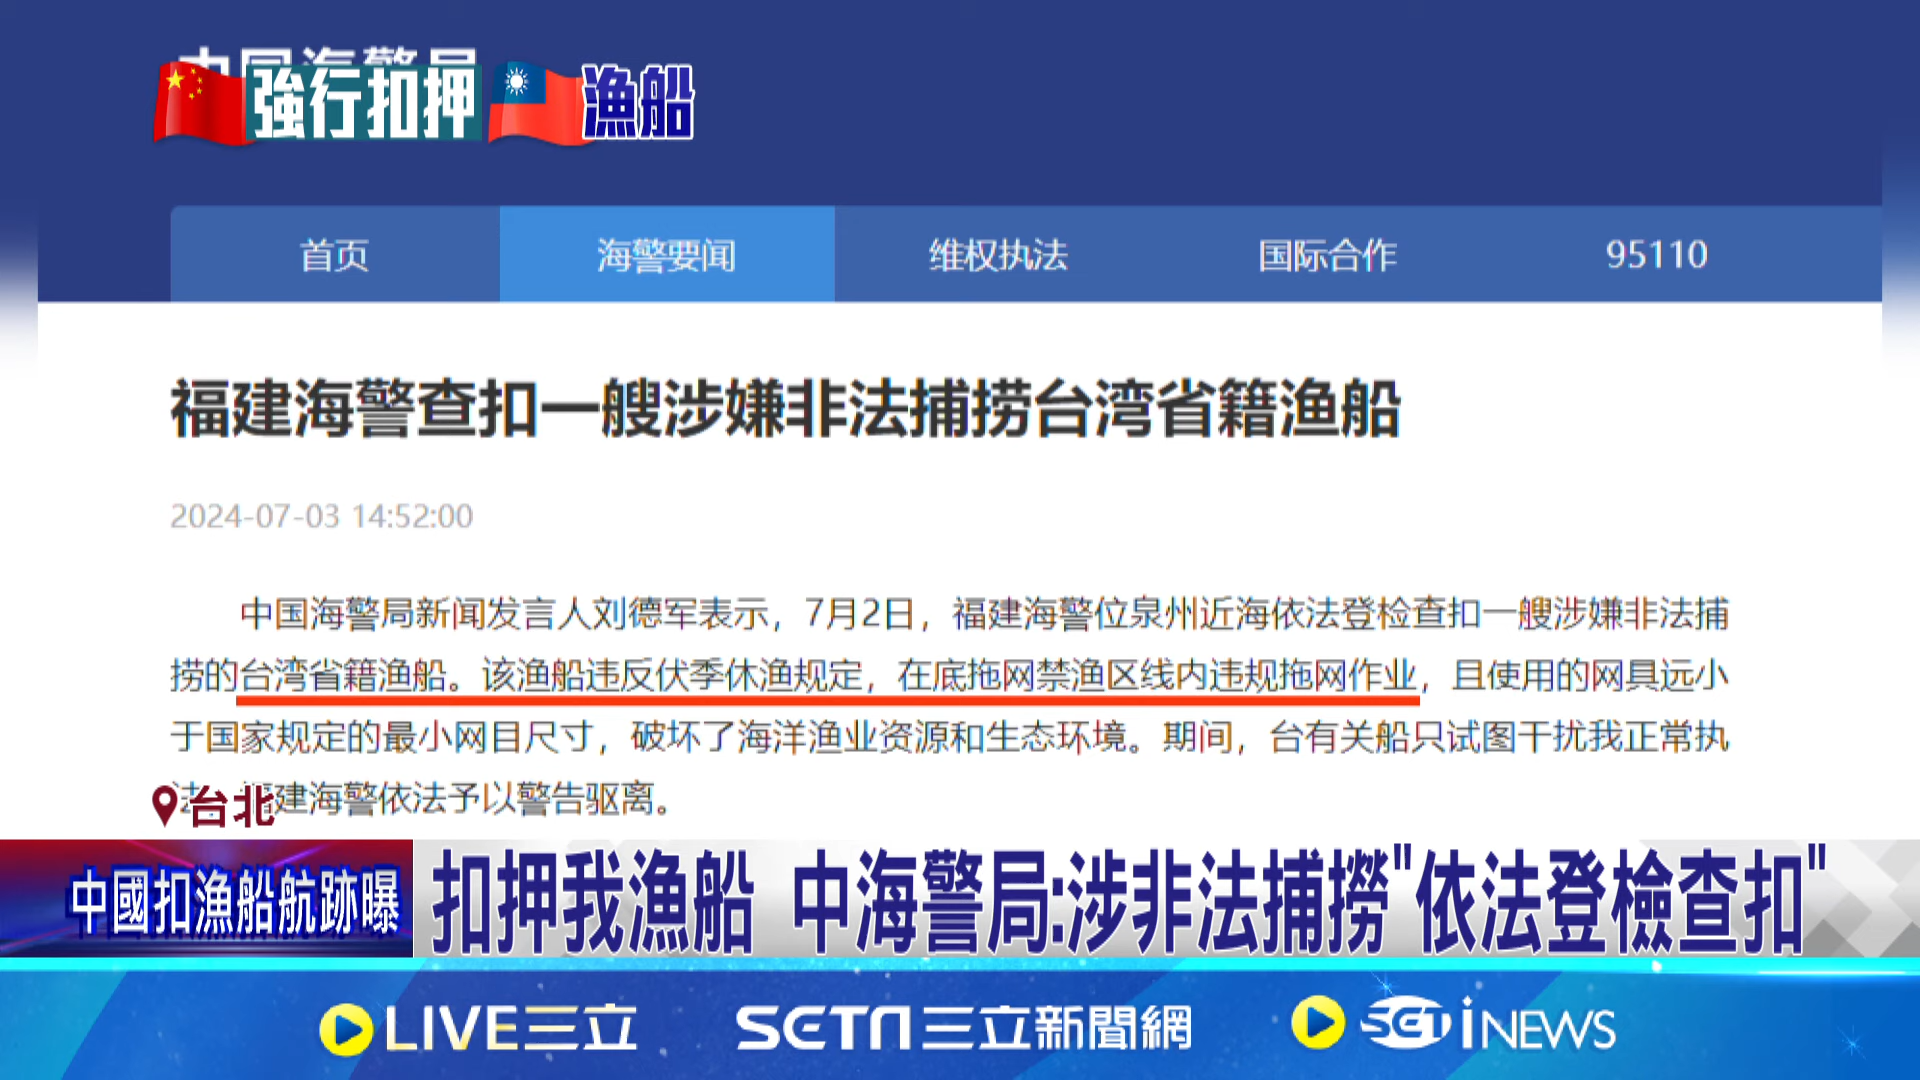 中国海警局
強行扣押 漁船
首页 海警要闻 维权执法 国际合作 95110
福建海警查扣一艘涉嫌非法捕捞台湾省籍渔船
2024-07-03 14:52:00
中国海警局新闻发言人刘德军表示，7月2日，福建海警位泉州近海依法登检查扣一艘涉嫌非法捕
捞的台湾省籍渔船。该渔船违反伏季休渔规定，在底拖网禁渔区线内违规拖网作业，且使用的网具远小
于国家规定的最小网目尺寸，破坏了海洋渔业资源和生态环境。期间，台有关船只试图干扰我正常执
建海警依法予以警告驱离。
台北
中國扣漁船航跡曝
扣押我漁船 中海警局:涉非法捕撈"依法登檢查扣"
LIVE三立 SETN三立新聞網 SET iNEWS